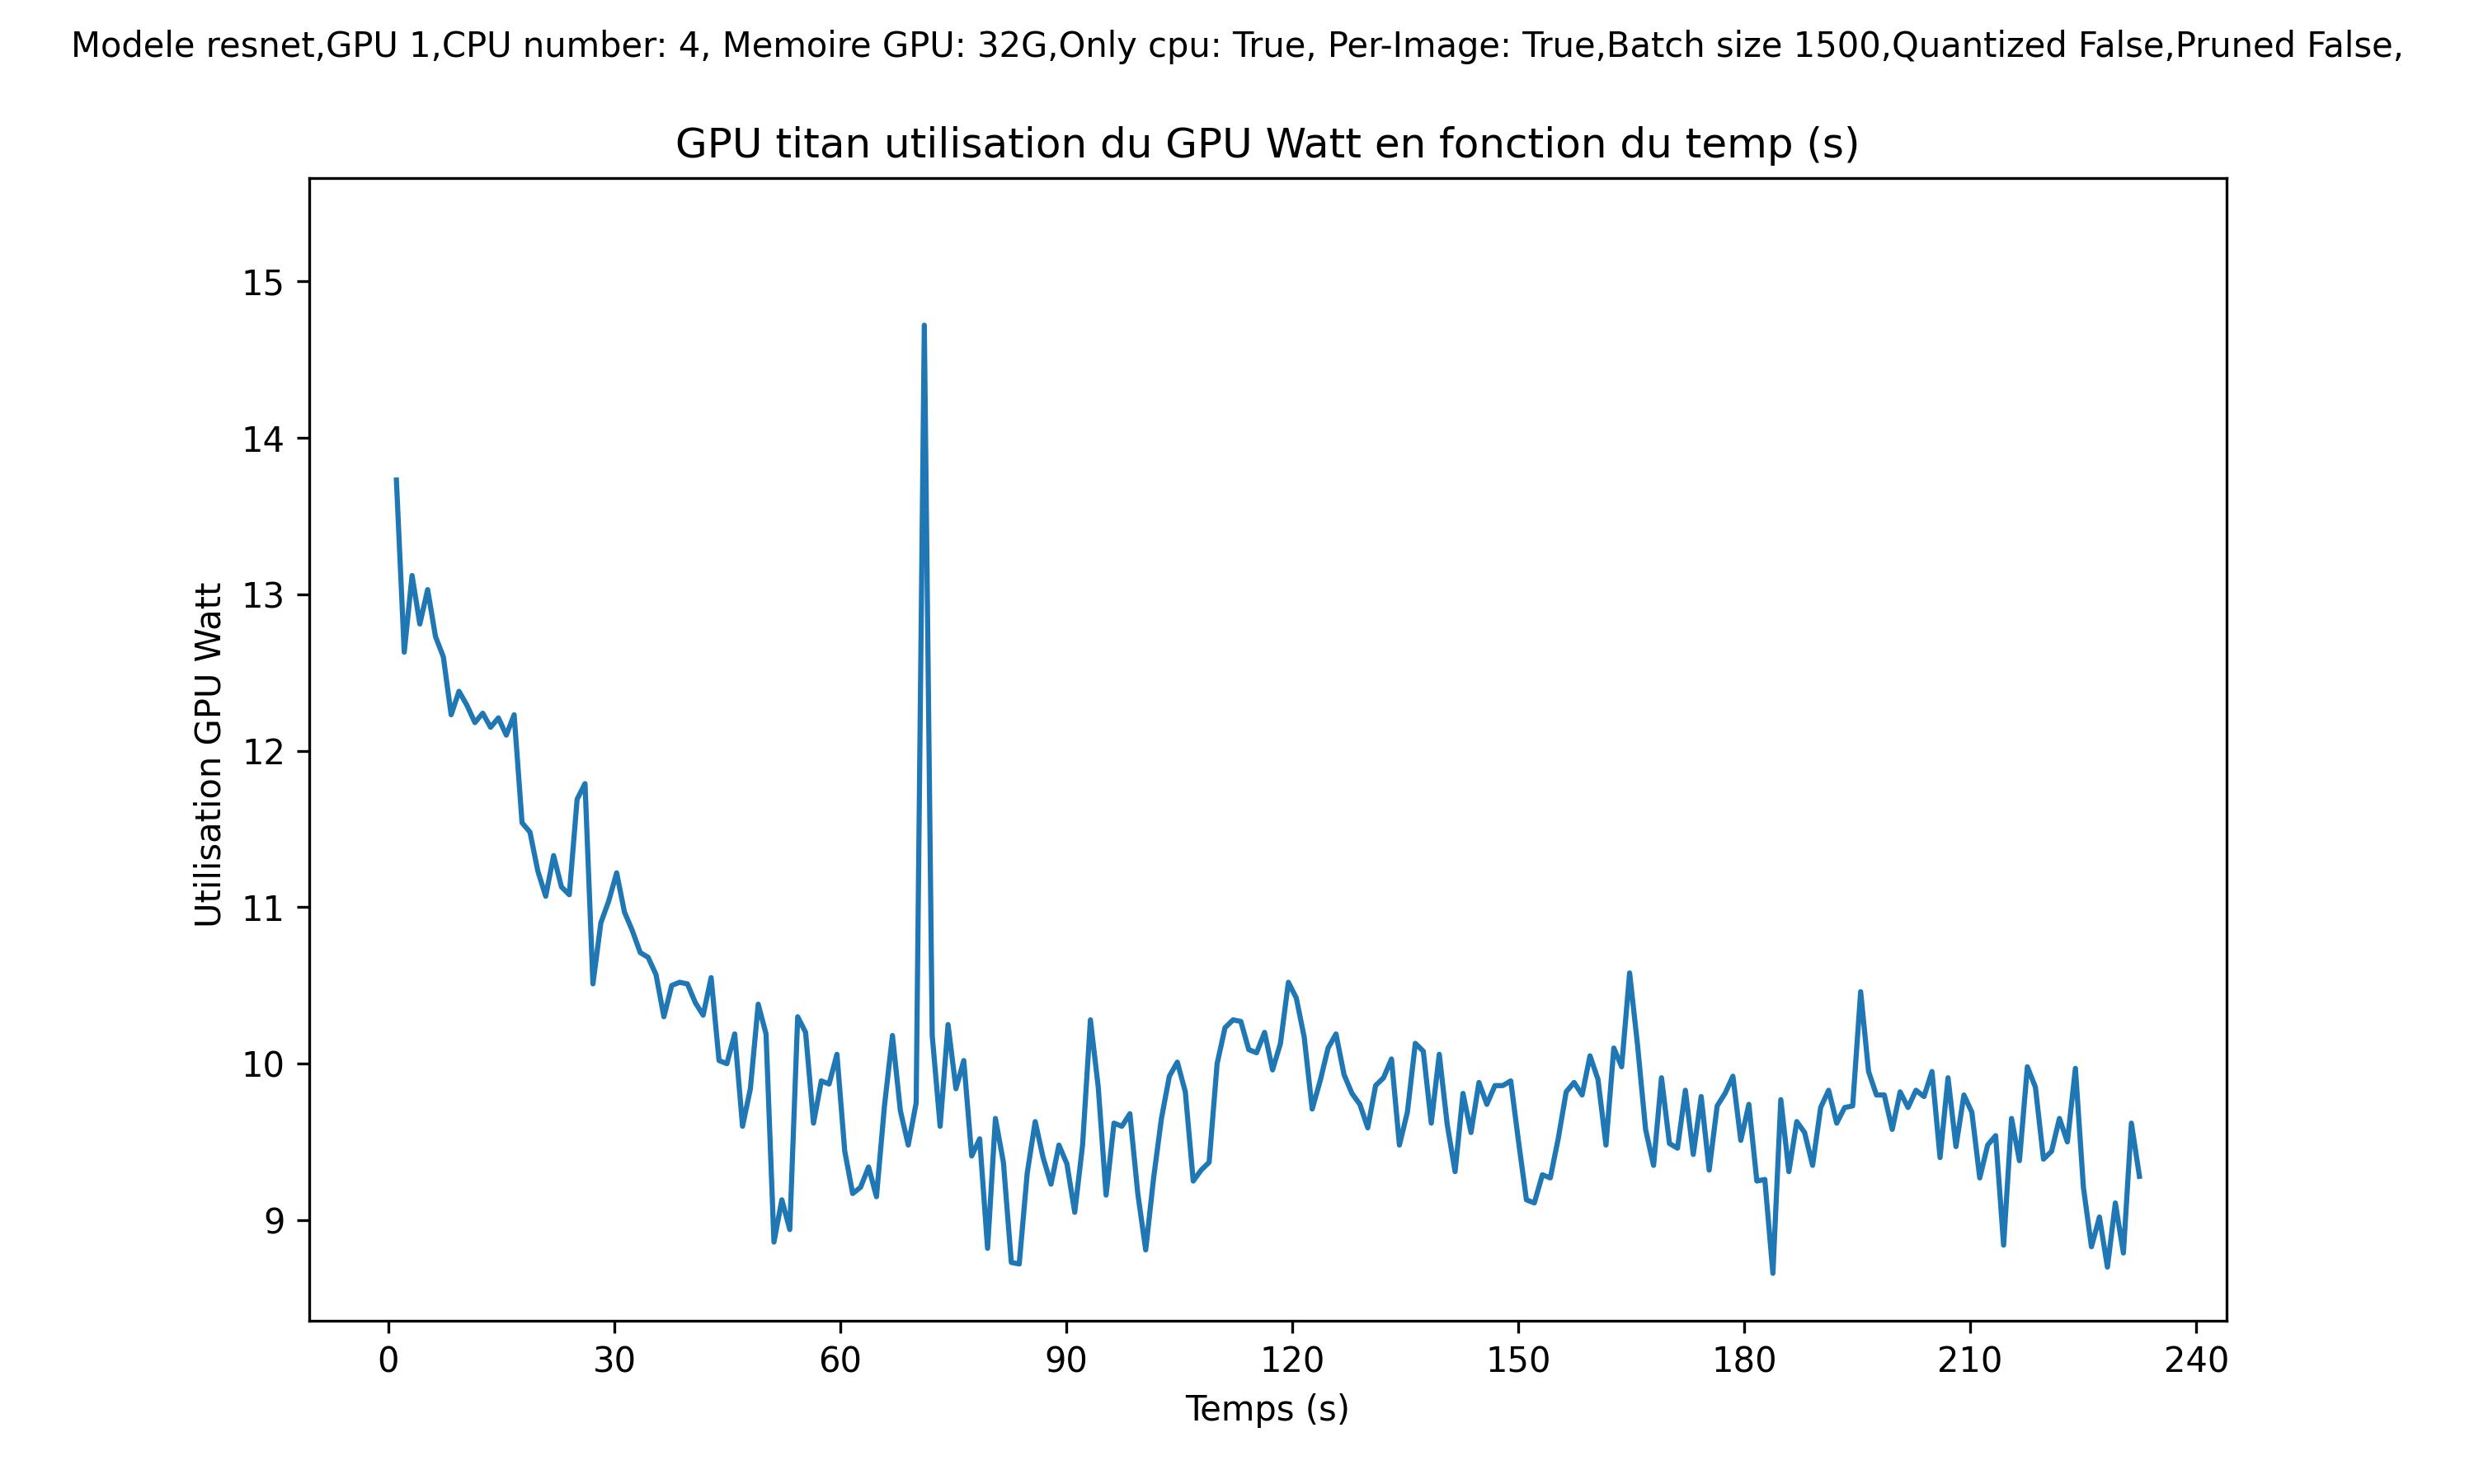 Modele resnet,GPU 1,CPU number: 4, Memoire GPU: 32G,Only cpu: True, Per-Image: True,Batch size 1500,Quantized False,Pruned False,
GPU titan utilisation du GPU Watt en fonction du temp (s)
Utilisation GPU Watt
15
14
13
12
11
10
9
0 30 60 90 120 150 180 210 240
Temps (s)